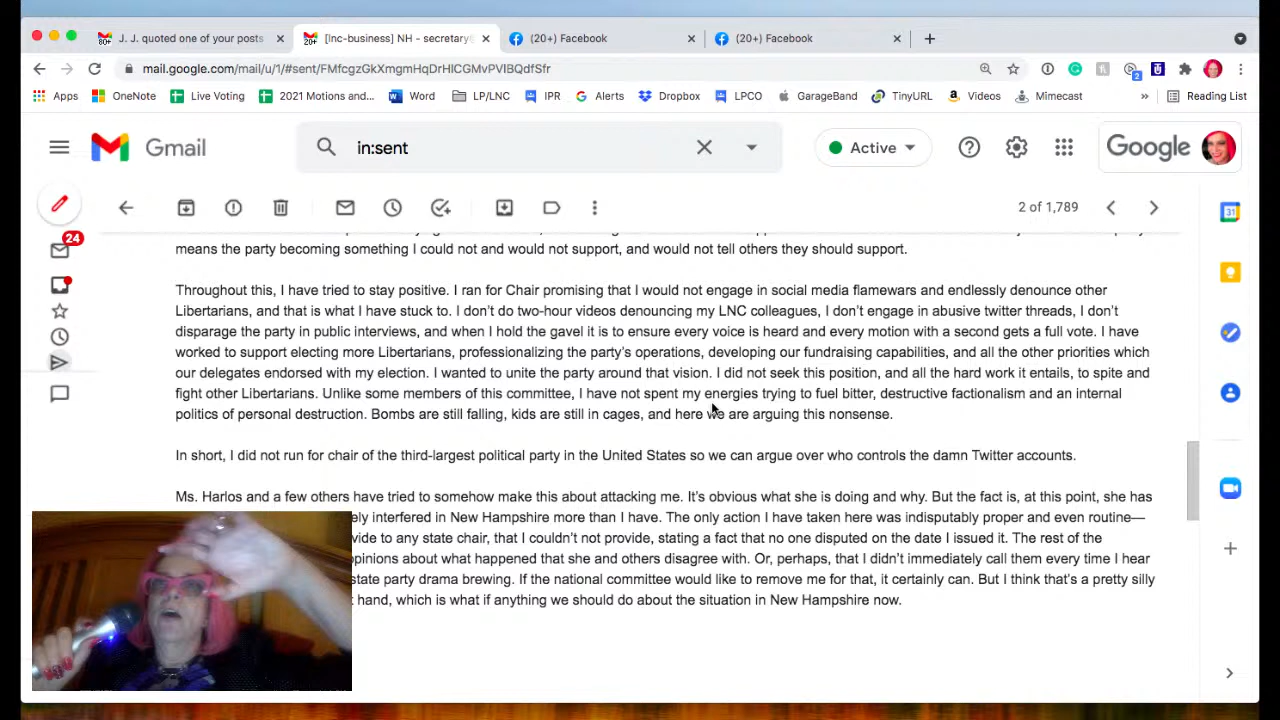 J. J. quoted one of your posts
[lnc-business] NH - secretary@
(20+) Facebook
(20+) Facebook
80+
20+
mail.google.com/mail/u/1/#sent/FMfcgzGkXmgmHqDrHlCGMvPVlBQdfSfr
2
Apps
OneNote
Live Voting
2021 Motions and...
Word
LP/LNC
IPR
Alerts
Dropbox
LPCO
GarageBand
TinyURL
Videos
Mimecast
»
Reading List
Gmail
in:sent
Active
Google
2 of 1,789
24
31
means the party becoming something I could not and would not support, and would not tell others they should support.
Throughout this, I have tried to stay positive. I ran for Chair promising that I would not engage in social media flamewars and endlessly denounce other
Libertarians, and that is what I have stuck to. I don’t do two-hour videos denouncing my LNC colleagues, I don’t engage in abusive twitter threads, I don’t
disparage the party in public interviews, and when I hold the gavel it is to ensure every voice is heard and every motion with a second gets a full vote. I have
worked to support electing more Libertarians, professionalizing the party’s operations, developing our fundraising capabilities, and all the other priorities which
our delegates endorsed with my election. I wanted to unite the party around that vision. I did not seek this position, and all the hard work it entails, to spite and
fight other Libertarians. Unlike some members of this committee, I have not spent my energies trying to fuel bitter, destructive factionalism and an internal
politics of personal destruction. Bombs are still falling, kids are still in cages, and here we are arguing this nonsense.
In short, I did not run for chair of the third-largest political party in the United States so we can argue over who controls the damn Twitter accounts.
Ms. Harlos and a few others have tried to somehow make this about attacking me. It’s obvious what she is doing and why. But the fact is, at this point, she has
ely interfered in New Hampshire more than I have. The only action I have taken here was indisputably proper and even routine—
vide to any state chair, that I couldn’t not provide, stating a fact that no one disputed on the date I issued it. The rest of the
opinions about what happened that she and others disagree with. Or, perhaps, that I didn’t immediately call them every time I hear
state party drama brewing. If the national committee would like to remove me for that, it certainly can. But I think that’s a pretty silly
hand, which is what if anything we should do about the situation in New Hampshire now.